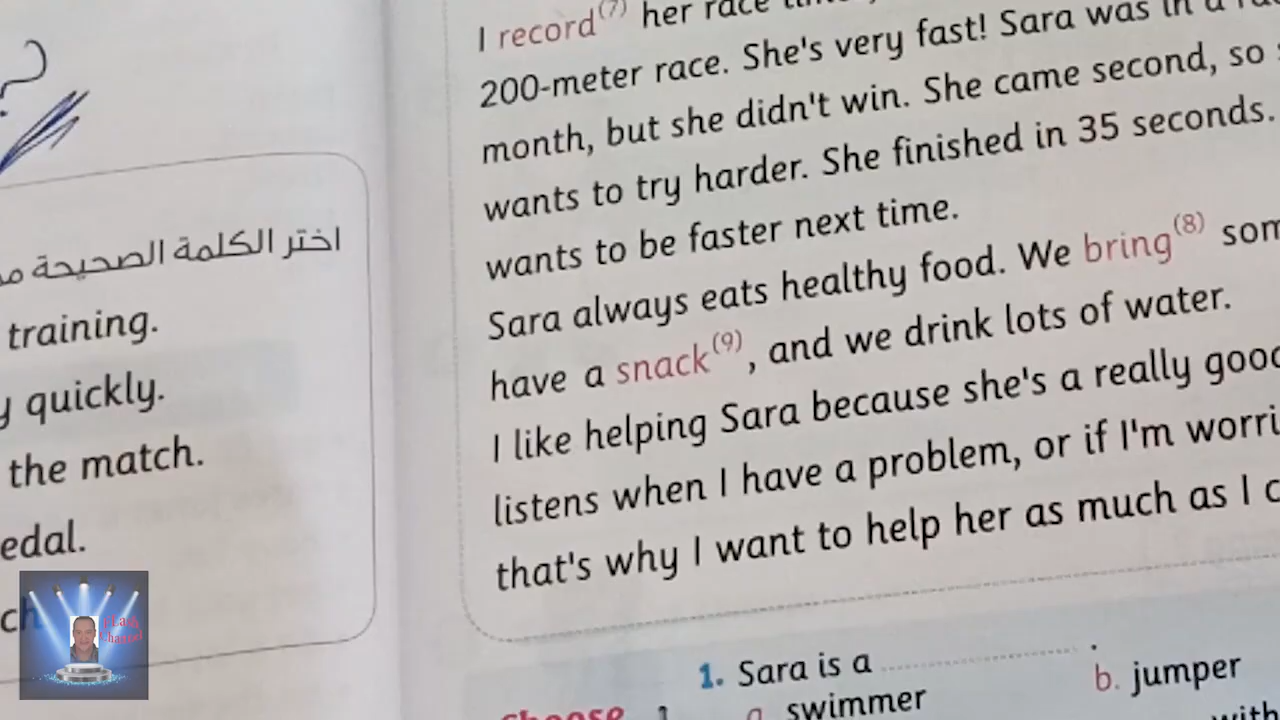 ؟
اختر الكلمة الصحيحة
training.
quickly.
the match.
I record(7) her race
200-meter race. She's very fast! Sara was in a
month, but she didn't win. She came second, so
wants to try harder. She finished in 35 seconds.
wants to be faster next time.
Sara always eats healthy food. We bring(8)
have a snack(9), and we drink lots of water.
I like helping Sara because she's a really
listens when I have a problem, or if I'm
that's why I want to help her as much as I
1. Sara is a ........................ .
Choose 1
a. swimmer
b. jumper
with
Channel